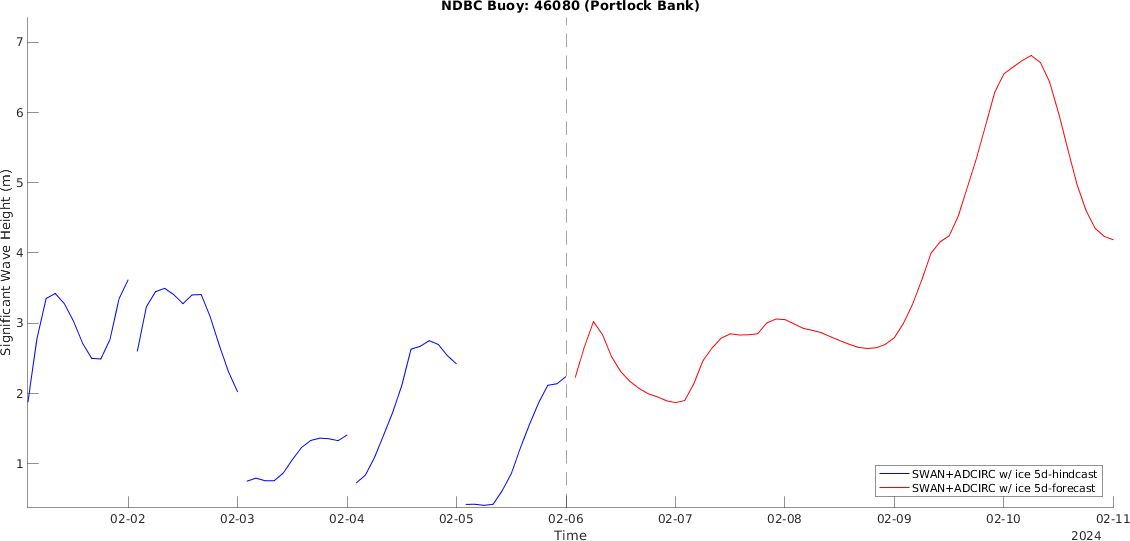 NDBC Buoy: 46080 (Portlock Bank)
Significant Wave Height (m)
7
6
5
4
3
2
1
SWAN+ADCIRC w/ ice 5d-hindcast
SWAN+ADCIRC w/ ice 5d-forecast
02-02 02-03 02-04 02-05 02-06 02-07 02-08 02-09 02-10 02-11
Time
2024